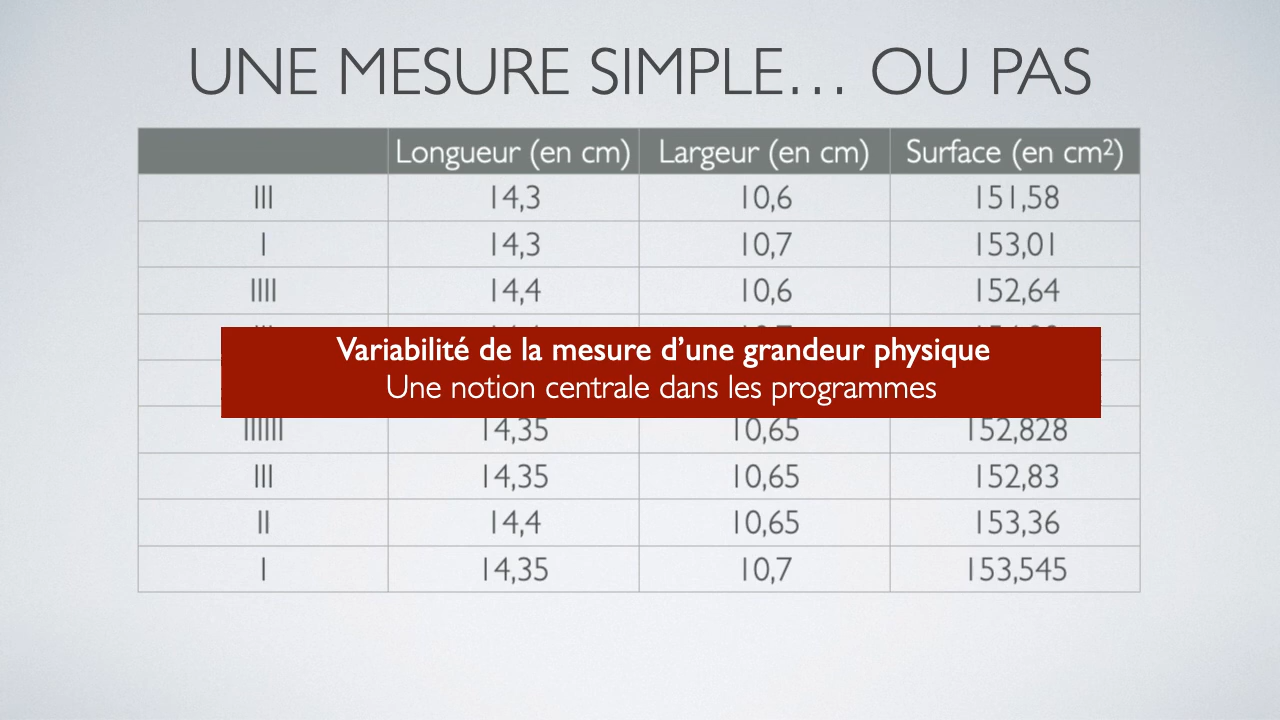 UNE MESURE SIMPLE… OU PAS
Longueur (en cm) Largeur (en cm) Surface (en cm²)
III 14,3 10,6 151,58
I 14,3 10,7 153,01
IIII 14,4 10,6 152,64
Variabilité de la mesure d’une grandeur physique
Une notion centrale dans les programmes
IIIIII 14,35 10,65 152,828
III 14,35 10,65 152,83
II 14,4 10,65 153,36
I 14,35 10,7 153,545